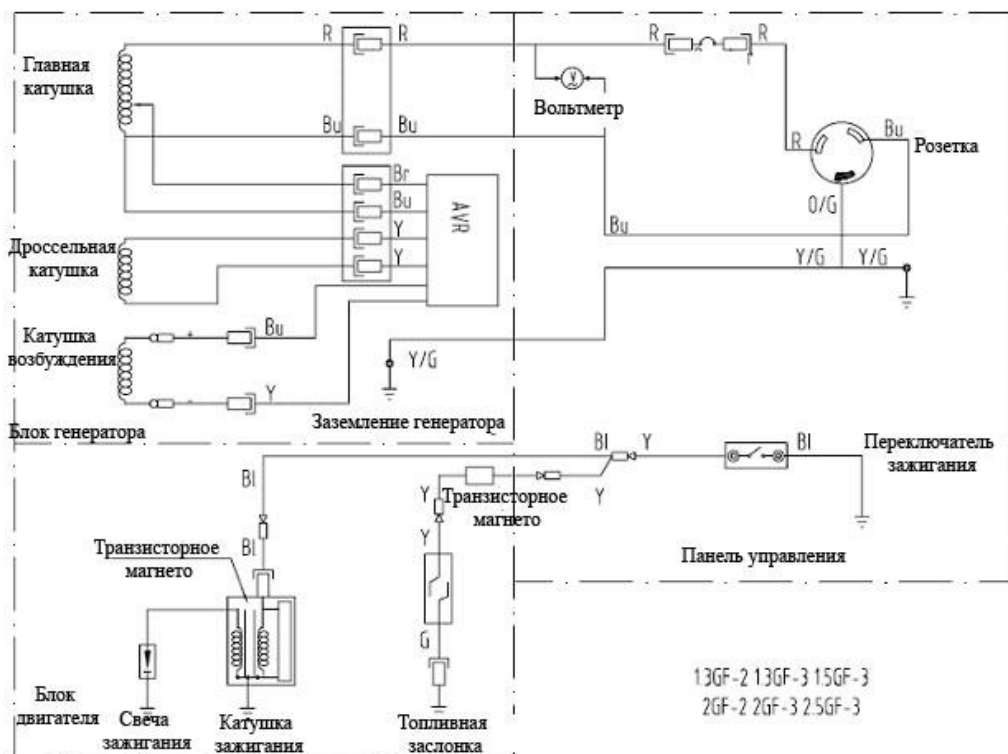 R
R
R
R
Главная
катушка
V
Вольтметр
Bu
Bu
R
Bu
Розетка
Br
Bu
AVR
O/G
Дроссельная
катушка
Y
Y
Bu
Y/G
Y/G
Катушка
возбуждения
+
Bu
Y/G
-
Y
Блок генератора
Заземление генератора
Bl
Y
Bl
Переключатель
зажигания
Bl
Y
Транзисторное
магнето
Y
Y
Панель управления
Транзисторное
магнето
Bl
G
13GF-2 13GF-3 15GF-3
2GF-2 2GF-3 2.5GF-3
Блок
двигателя
Свеча
зажигания
Катушка
зажигания
Топливная
заслонка